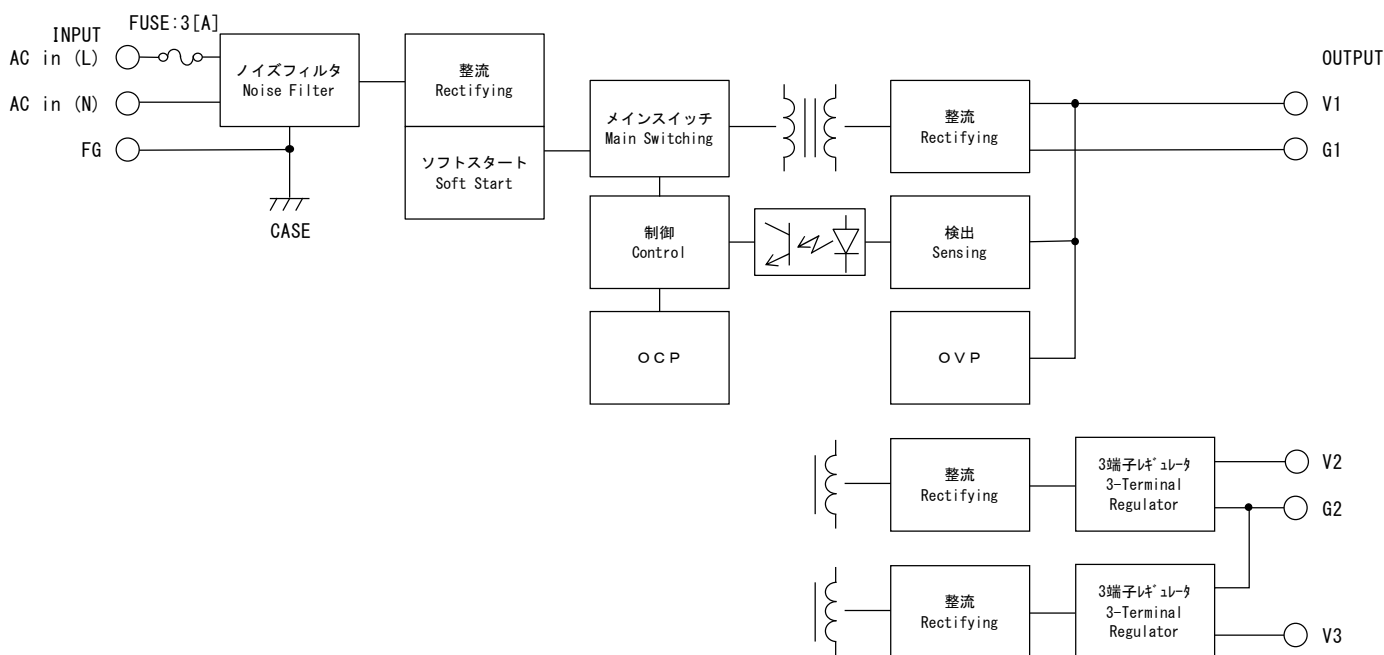 INPUT
FUSE:3[A]
AC in (L)
AC in (N)
FG
ノイズフィルタ
Noise Filter
CASE
整流
Rectifying
ソフトスタート
Soft Start
メインスイッチ
Main Switching
制御
Control
OCP
整流
Rectifying
検出
Sensing
OVP
OUTPUT
V1
G1
整流
Rectifying
3端子ﾚｷﾞｭﾚｰﾀ
3-Terminal
Regulator
V2
G2
整流
Rectifying
3端子ﾚｷﾞｭﾚｰﾀ
3-Terminal
Regulator
V3